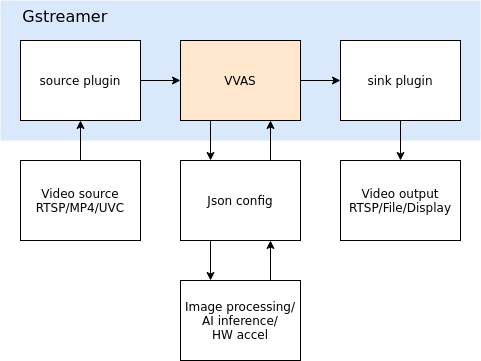 Gstreamer
source plugin
VVAS
sink plugin
Video source
RTSP/MP4/UVC
Json config
Video output
RTSP/File/Display
Image processing/
AI inference/
HW accel